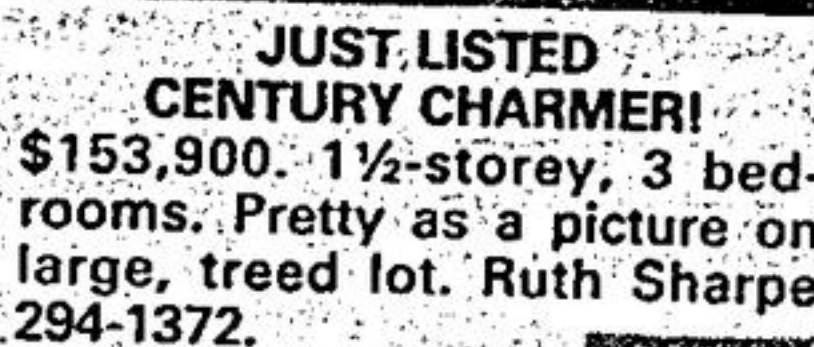 JUST LISTED
CENTURY CHARMER!
$153,900. 1½-storey, 3 bed-
rooms. Pretty as a picture on
large, treed lot. Ruth Sharpe
294-1372.